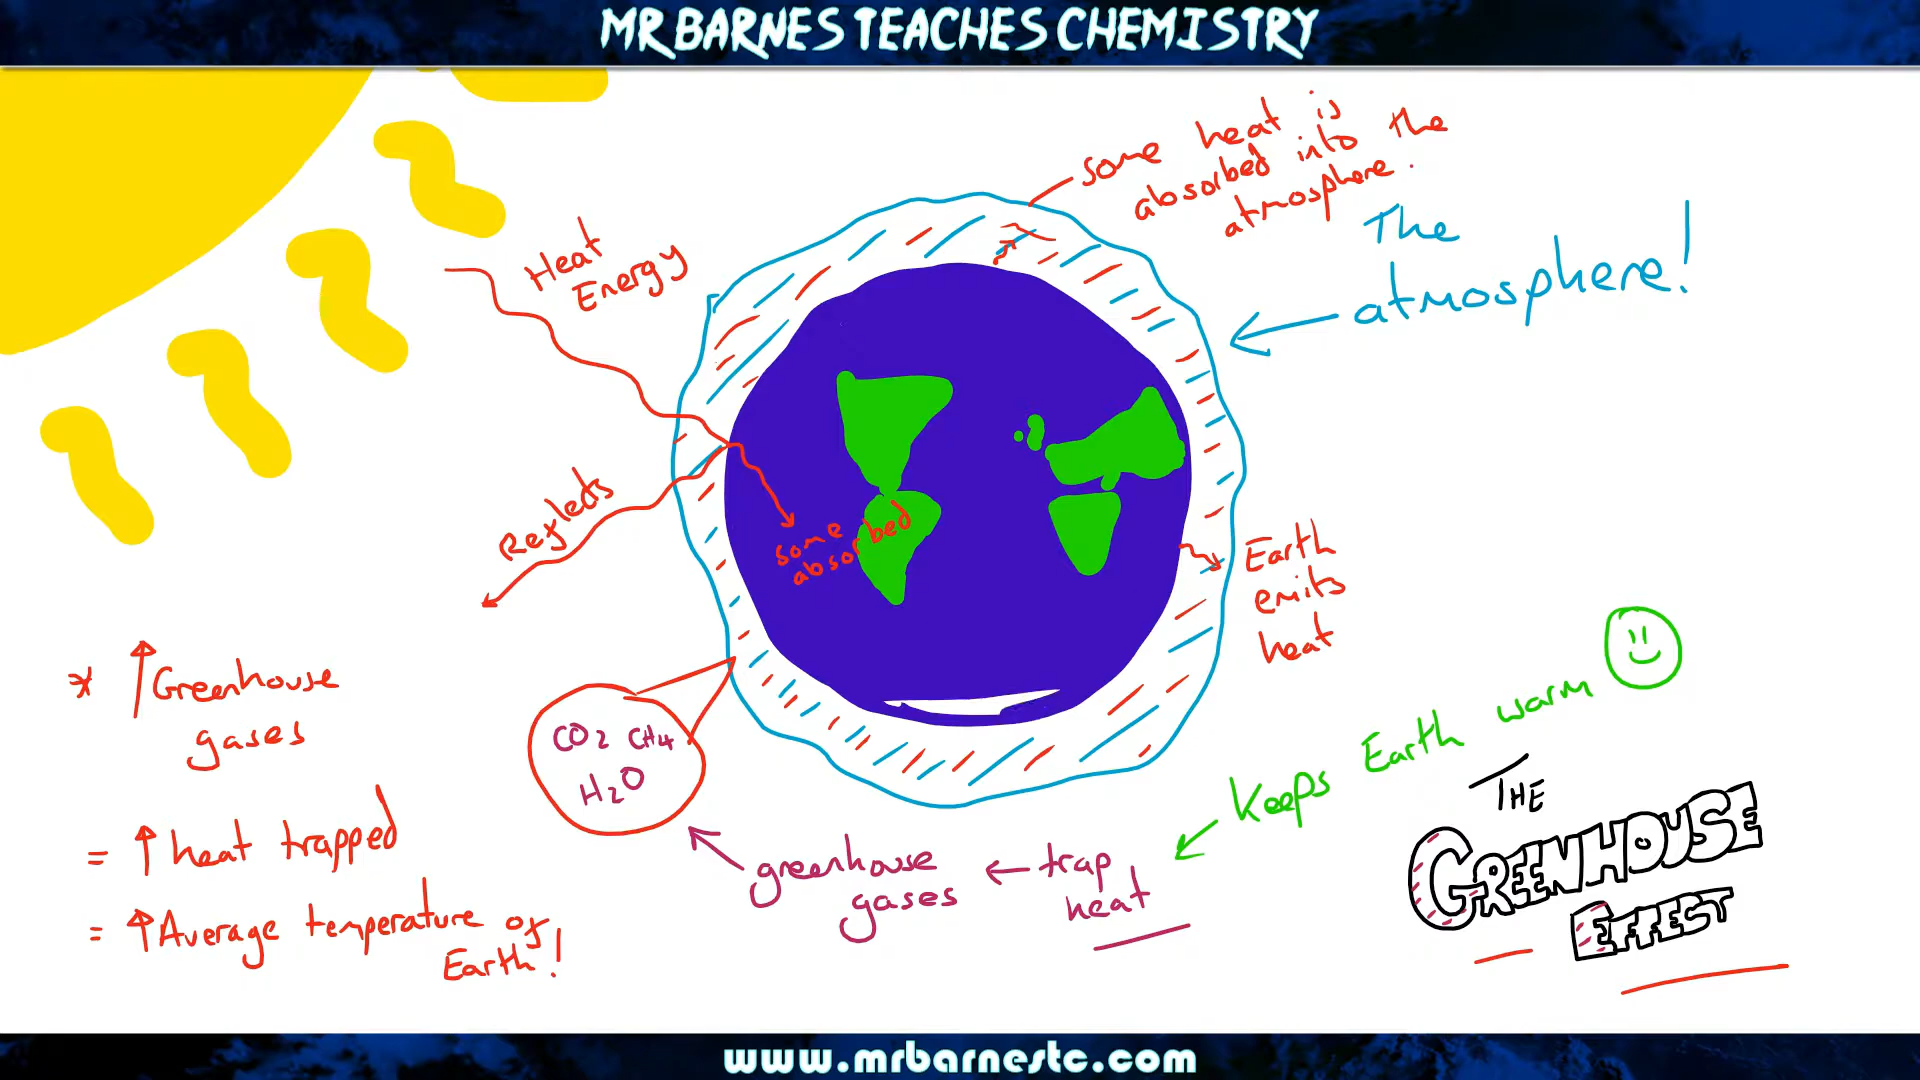 MR BARNES TEACHES CHEMISTRY
some heat is
absorbed into the
atmosphere.
The
atmosphere!
Heat
Energy
Reflects
some
absorbed
Earth
emits
heat
* ↑ Greenhouse
gases
= ↑ heat trapped
= ↑ Average temperature of
Earth!
CO2 CH4
H2O
greenhouse
gases
← trap
heat
Keeps Earth warm
THE
GREENHOUSE
EFFECT
www.mrbarnestc.com